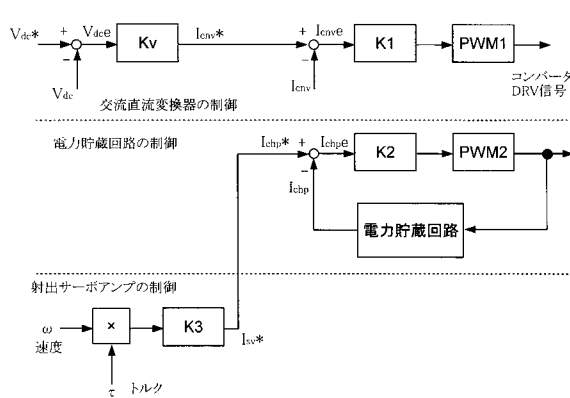 Vdc* + Vdce Kv Icnv* + Icnve K1 PWM1
−
−
Vdc
Icnv
コンバータ
DRV信号
交流直流変換器の制御
電力貯蔵回路の制御
Ichp* + Ichpe K2 PWM2
−
Ichp
電力貯蔵回路
射出サーボアンプの制御
ω × K3
速度
Isv*
τ トルク